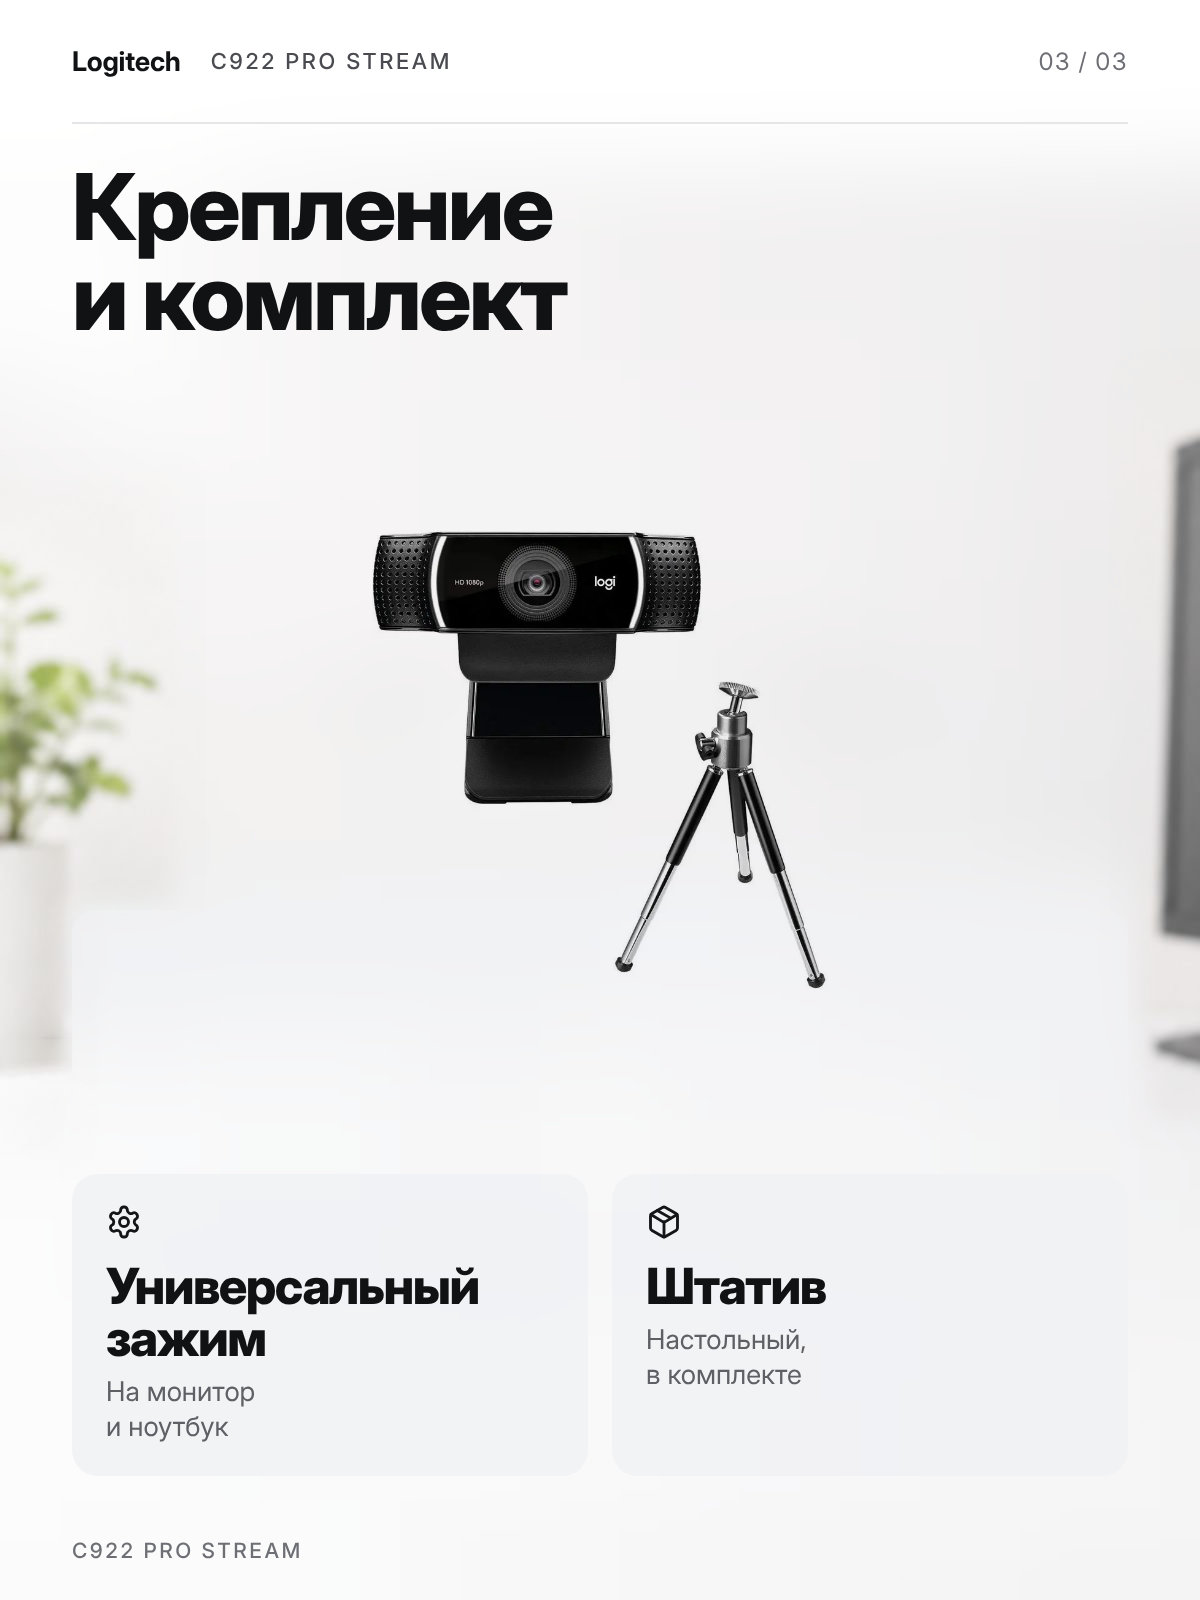 Logitech C922 PRO STREAM 03 / 03
Крепление
и комплект
HD 1080p logi
Универсальный
зажим
На монитор
и ноутбук
Штатив
Настольный,
в комплекте
C922 PRO STREAM